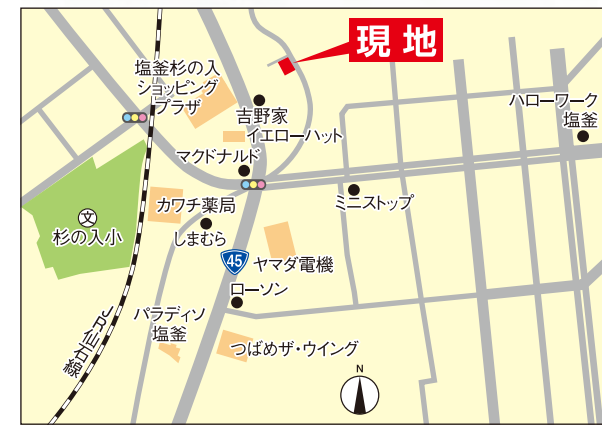 現地
塩釜杉の入
ショッピング
プラザ
ハローワーク
塩釜
吉野家
イエローハット
マクドナルド
カワチ薬局
ミニストップ
文
杉の入小
しまむら
45
ヤマダ電機
ローソン
パラディソ
塩釜
JR仙石線
つばめザ・ウイング
N